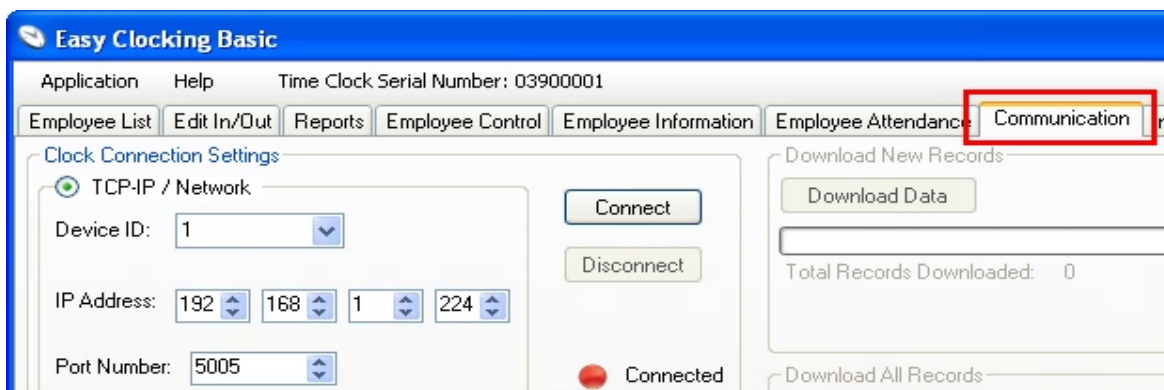 Easy Clocking Basic
Application Help Time Clock Serial Number: 03900001
Employee List Edit In/Out Reports Employee Control Employee Information Employee Attendance Communication
Clock Connection Settings
TCP-IP / Network
Device ID: 1
IP Address: 192 168 1 224
Port Number: 5005
Connect
Disconnect
Connected
Download New Records
Download Data
Total Records Downloaded: 0
Download All Records